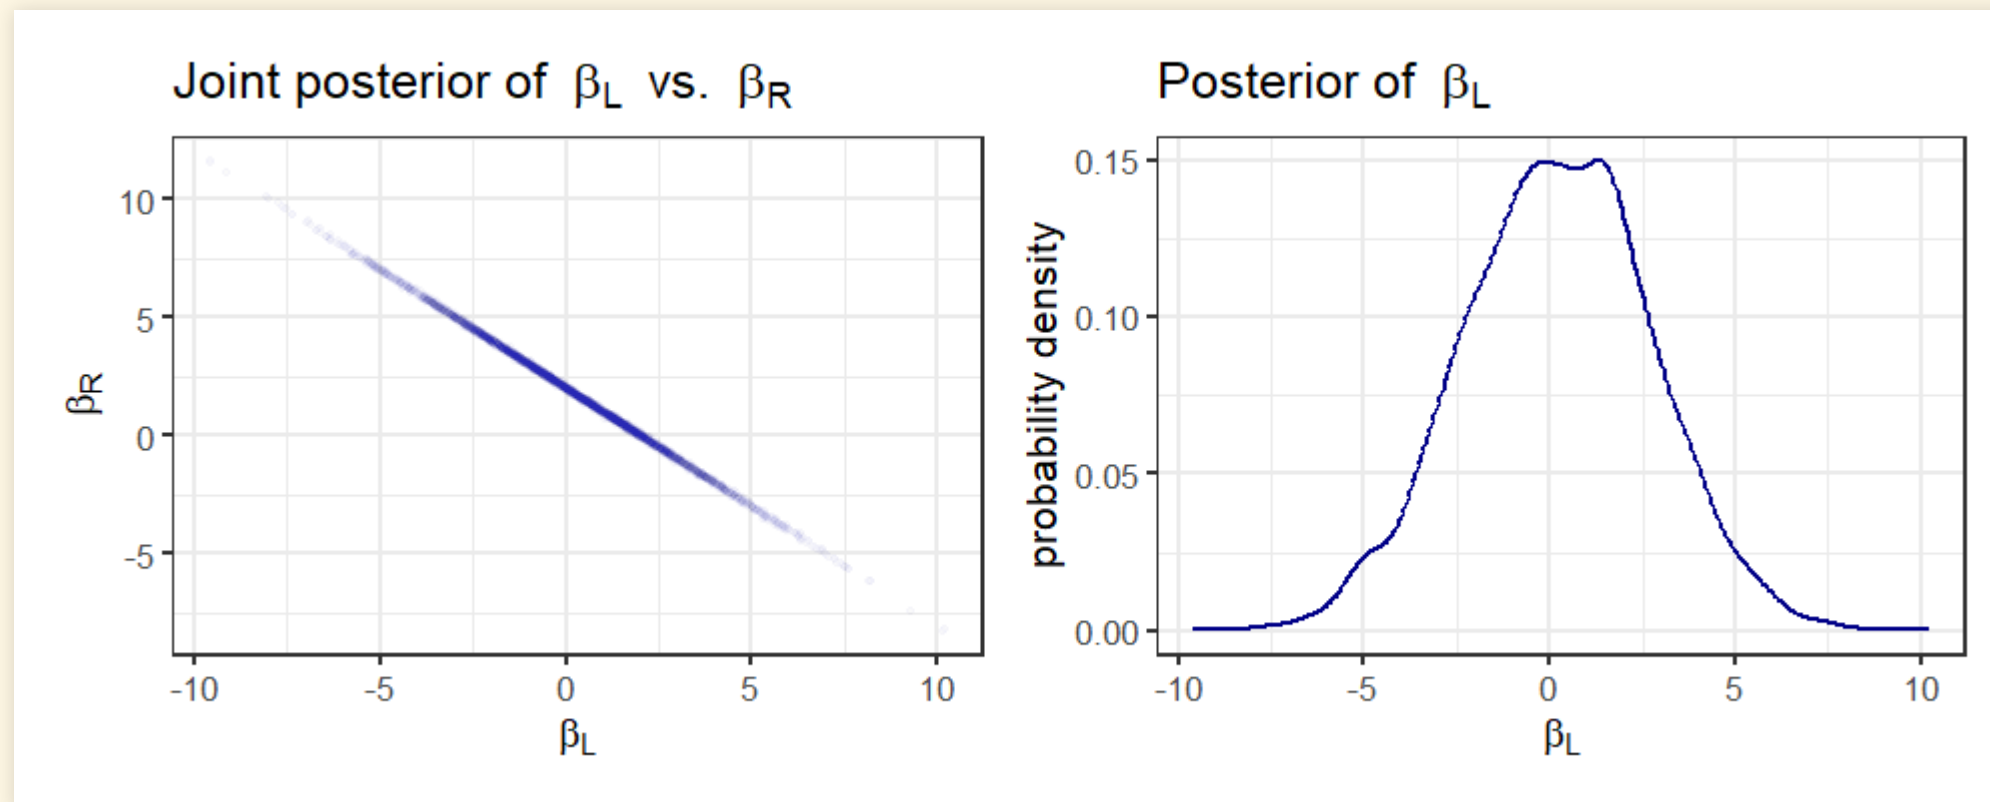 Joint posterior of βL vs. βR
10
5
0
-5
βR
-10 -5 0 5 10
βL
Posterior of βL
0.15
0.10
0.05
0.00
probability density
-10 -5 0 5 10
βL